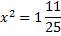 x² = 1 11/25